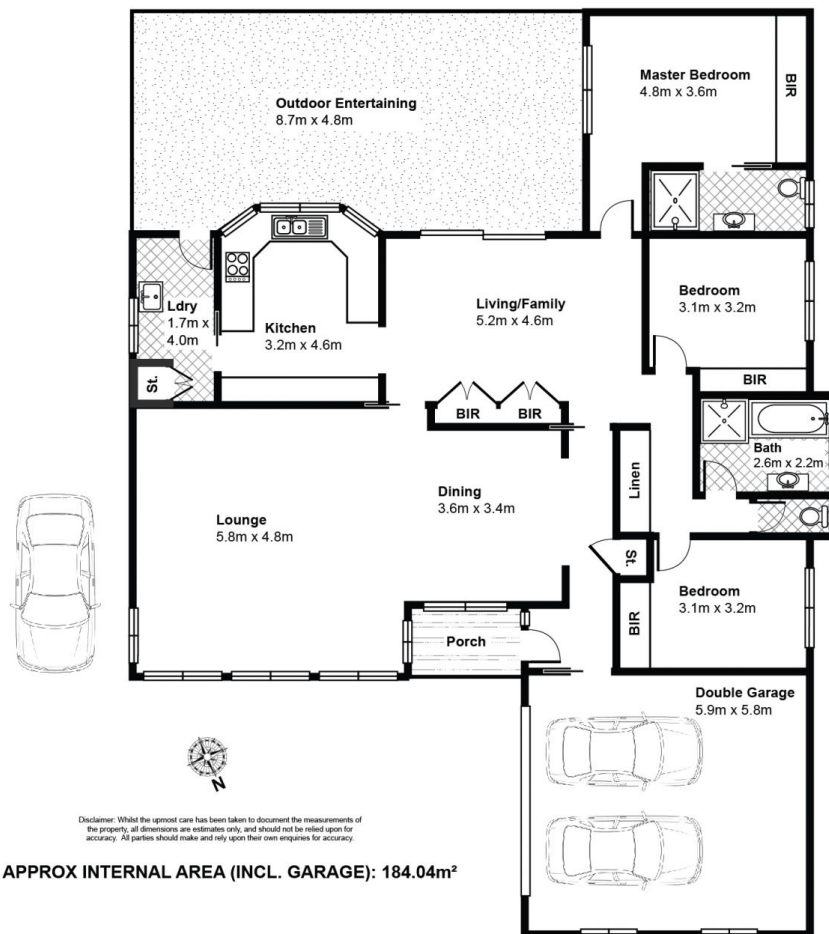 Master Bedroom
4.8m x 3.6m
BIR
Outdoor Entertaining
8.7m x 4.8m
Bedroom
3.1m x 3.2m
BIR
Living/Family
5.2m x 4.6m
Ldry
1.7m x
4.0m
Kitchen
3.2m x 4.6m
St.
BIR
BIR
Bath
2.6m x 2.2m
Linen
Dining
3.6m x 3.4m
Lounge
5.8m x 4.8m
St.
Bedroom
3.1m x 3.2m
BIR
Porch
Double Garage
5.9m x 5.8m
N
Disclaimer: Whilst the upmost care has been taken to document the measurements of
the property, all dimensions are estimates only, and should not be relied upon for
accuracy. All parties should make and rely upon their own enquiries for accuracy.
APPROX INTERNAL AREA (INCL. GARAGE): 184.04m²